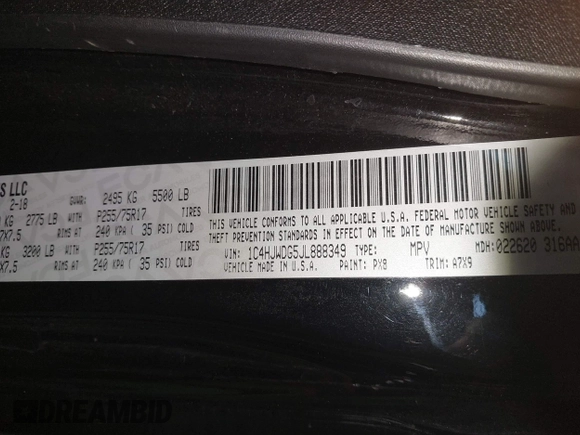 S LLC
2-18 GVWR: 2495 KG 5500 LB
KG 2775 LB WITH P255/75R17 TIRES
X7.5 RIMS AT 240 KPA ( 35 PSI) COLD
KG 3200 LB WITH P255/75R17 TIRES
X7.5 RIMS AT 240 KPA ( 35 PSI) COLD
THIS VEHICLE CONFORMS TO ALL APPLICABLE U.S.A. FEDERAL MOTOR VEHICLE SAFETY AND
THEFT PREVENTION STANDARDS IN EFFECT ON THE DATE OF MANUFACTURE SHOWN ABOVE.
VIN: 1C4HJWDG5JL888349 TYPE: MPV MDH: 022620 316AA
VEHICLE MADE IN U.S.A. PAINT: PX8 TRIM: A7X9
DREAMBID